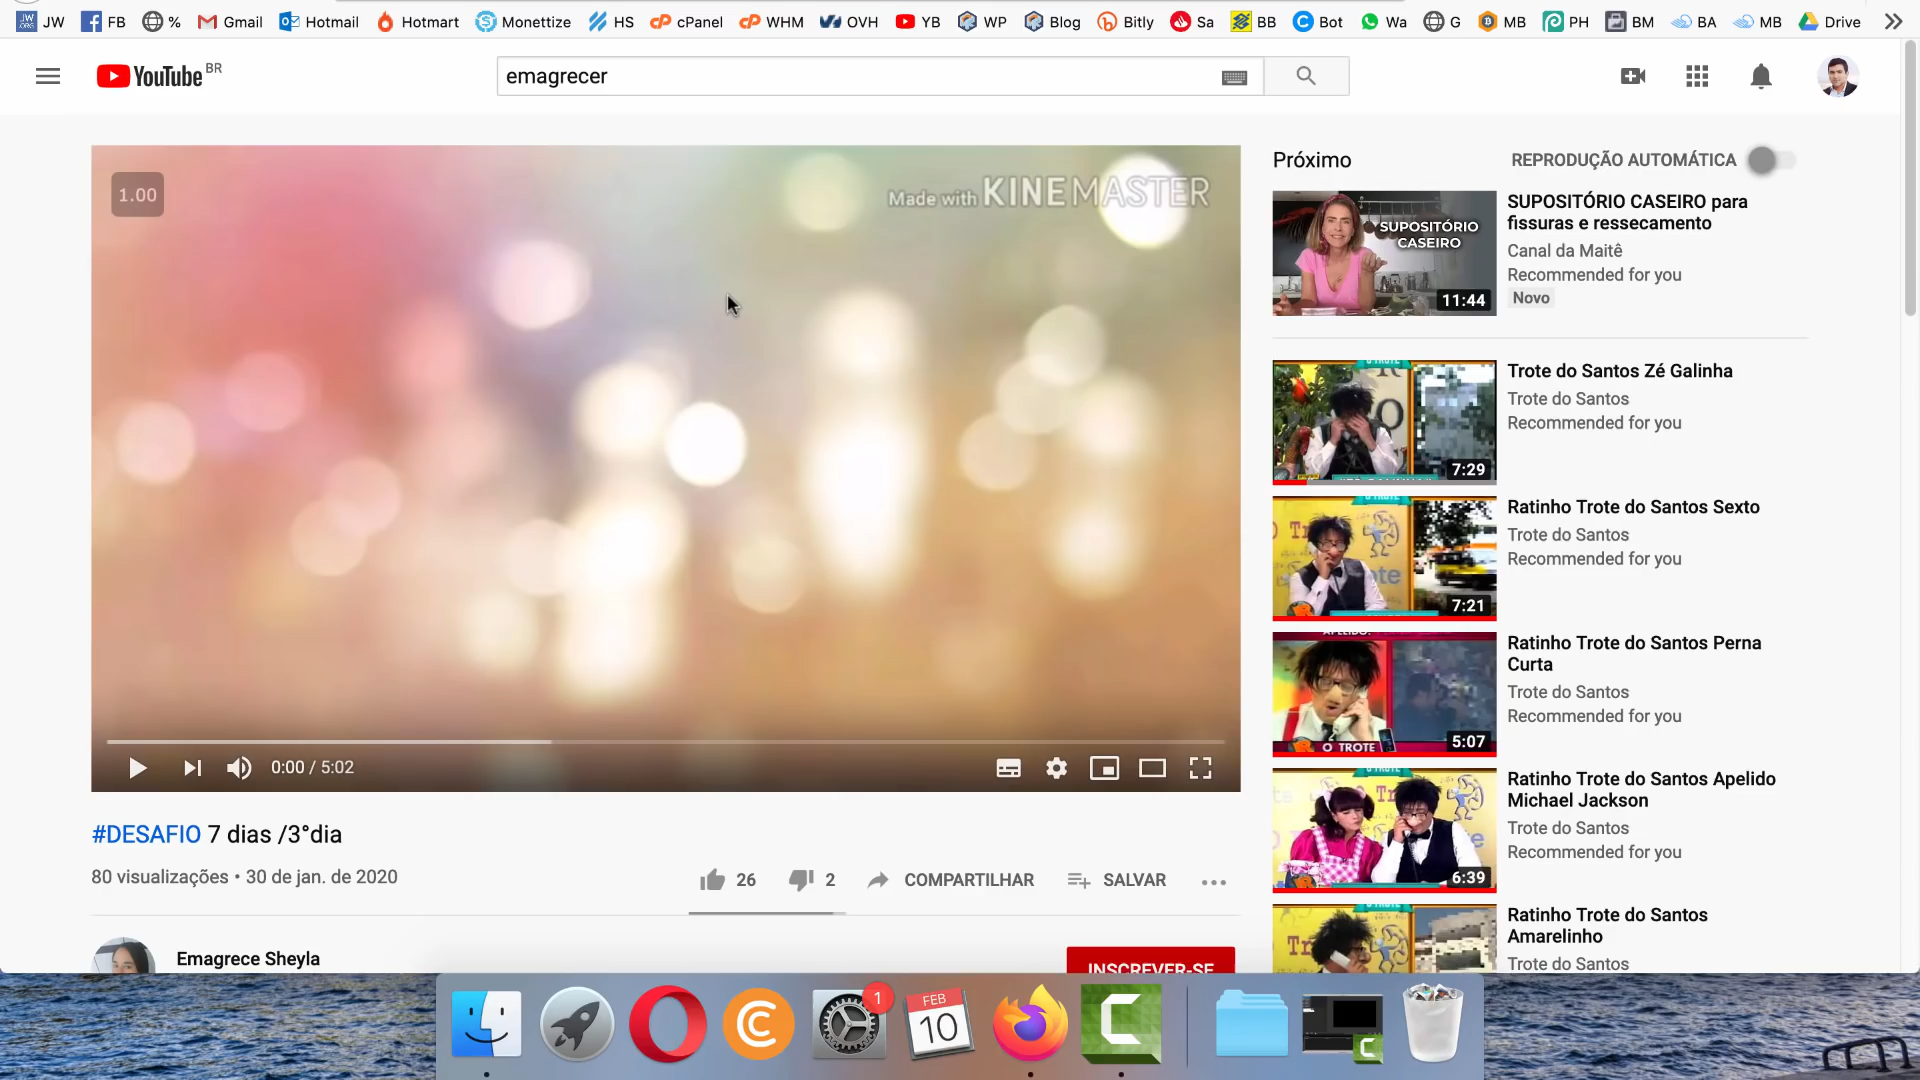 JW FB % Gmail Hotmail Hotmart Monettize HS cPanel WHM OVH YB WP Blog Bitly Sa BB Bot Wa G MB PH BM BA MB Drive
YouTube BR
emagrecer
1.00
Made with KINEMASTER
0:00 / 5:02
#DESAFIO 7 dias /3°dia
80 visualizações • 30 de jan. de 2020
26 2 COMPARTILHAR SALVAR
Emagrece Sheyla
INSCREVER-SE
Próximo
REPRODUÇÃO AUTOMÁTICA
SUPOSITÓRIO
CASEIRO
11:44
SUPOSITÓRIO CASEIRO para
fissuras e ressecamento
Canal da Maitê
Recommended for you
Novo
7:29
Trote do Santos Zé Galinha
Trote do Santos
Recommended for you
7:21
Ratinho Trote do Santos Sexto
Trote do Santos
Recommended for you
O TROTE
5:07
Ratinho Trote do Santos Perna
Curta
Trote do Santos
Recommended for you
6:39
Ratinho Trote do Santos Apelido
Michael Jackson
Trote do Santos
Recommended for you
Ratinho Trote do Santos
Amarelinho
Trote do Santos
1
FEB
10